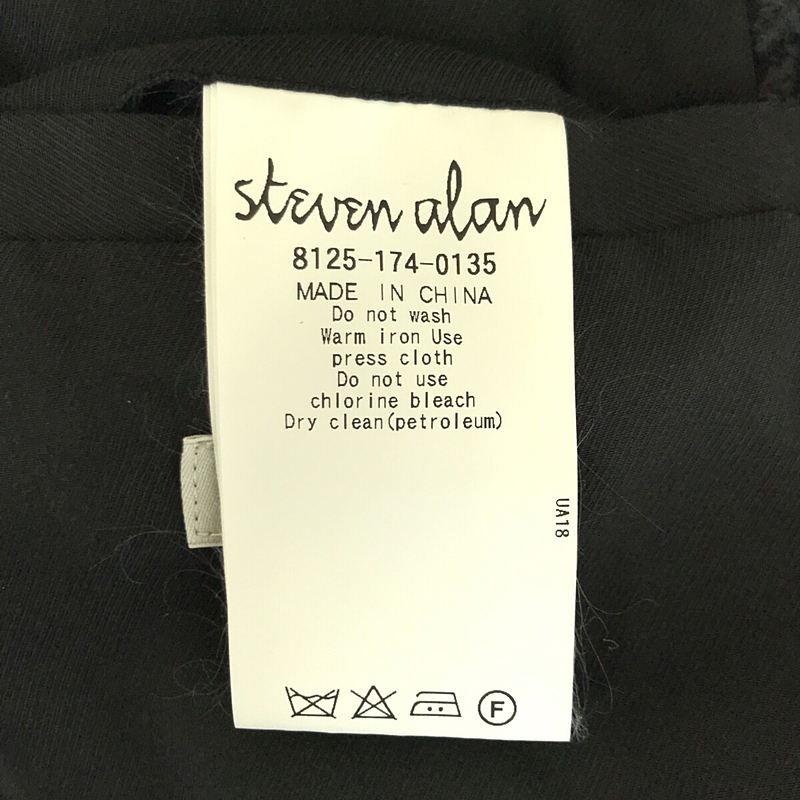 steven alan
8125-174-0135
MADE IN CHINA
Do not wash
Warm iron Use
press cloth
Do not use
chlorine bleach
Dry clean(petroleum)
UA18
F